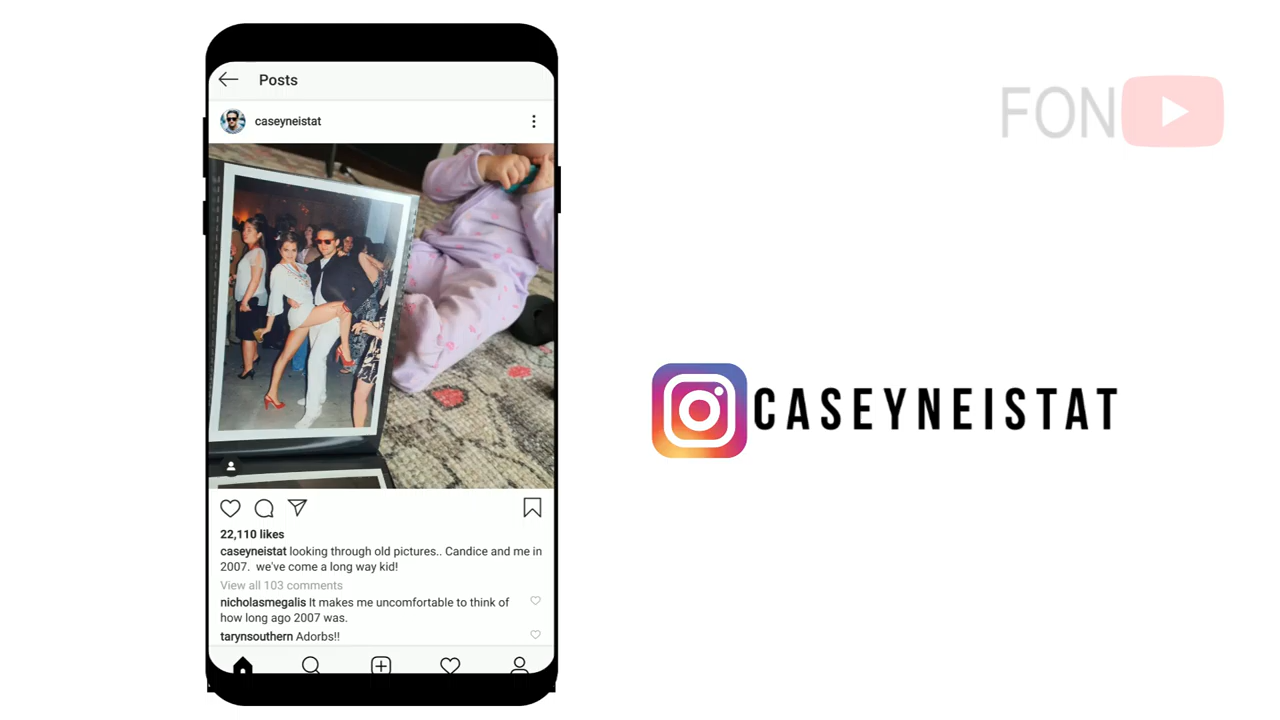 Posts
caseyneistat
22,110 likes
caseyneistat looking through old pictures.. Candice and me in
2007.  we've come a long way kid!
View all 103 comments
nicholasmegalis It makes me uncomfortable to think of
how long ago 2007 was.
tarynsouthern Adorbs!!
FON
CASEYNEISTAT